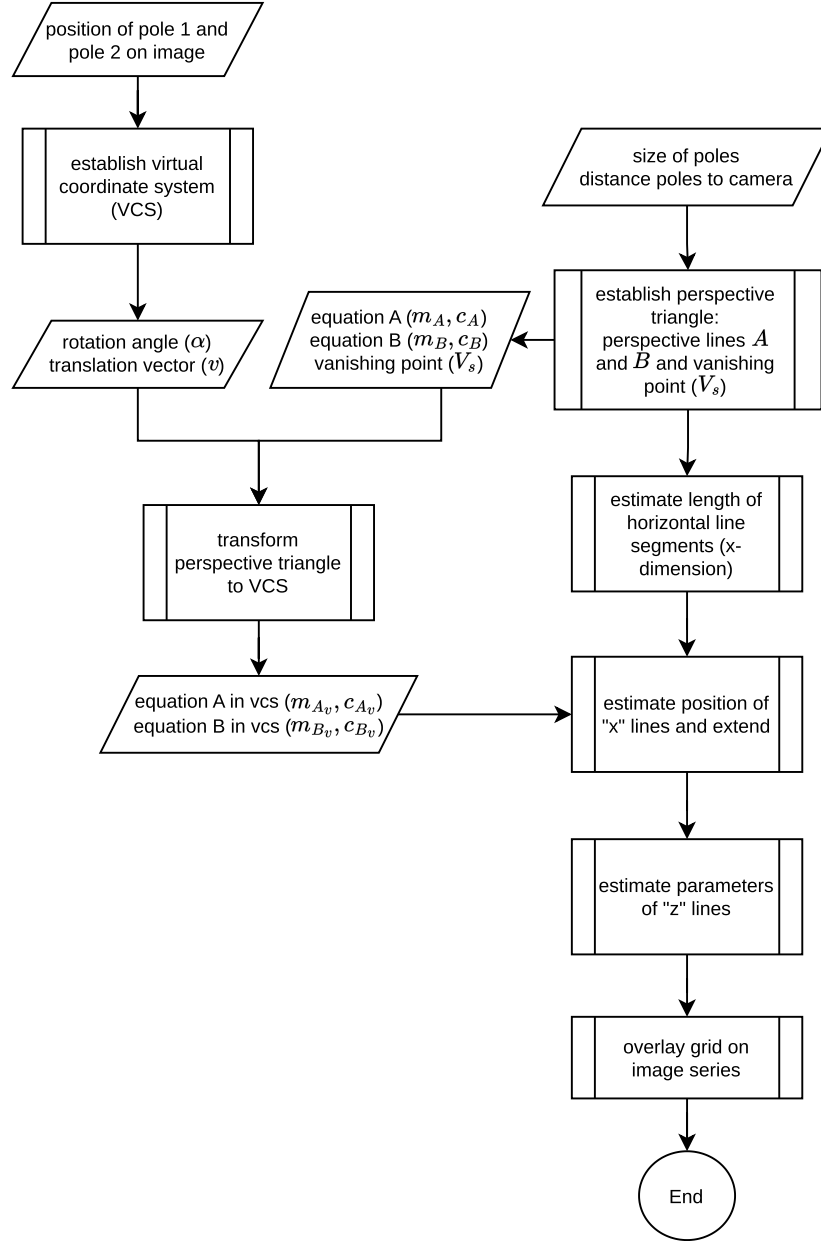 position of pole 1 and
pole 2 on image
establish virtual
coordinate system
(VCS)
size of poles
distance poles to camera
rotation angle (α)
translation vector (v)
equation A (m_A, c_A)
equation B (m_B, c_B)
vanishing point (V_s)
establish perspective
triangle:
perspective lines A
and B and vanishing
point (V_s)
transform
perspective triangle
to VCS
estimate length of
horizontal line
segments (x-
dimension)
equation A in vcs (m_{A_v}, c_{A_v})
equation B in vcs (m_{B_v}, c_{B_v})
estimate position of
"x" lines and extend
estimate parameters
of "z" lines
overlay grid on
image series
End